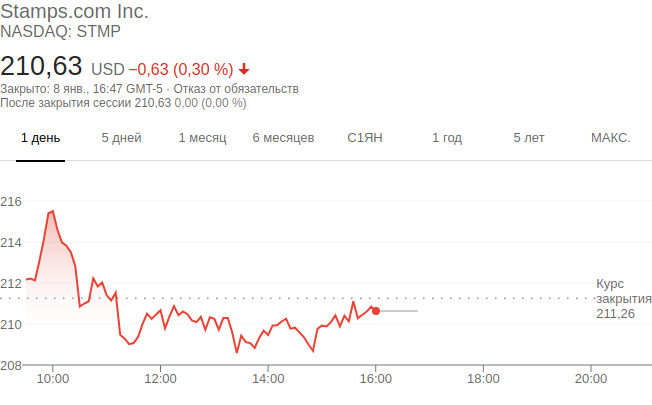 Stamps.com Inc.
NASDAQ: STMP
210,63 USD −0,63 (0,30 %)
Закрыто: 8 янв., 16:47 GMT-5 · Отказ от обязательств
После закрытия сессии 210,63 0,00 (0,00 %)
1 день 5 дней 1 месяц 6 месяцев С1ЯН 1 год 5 лет МАКС.
216
214
212
210
208
Курс
закрытия
211,26
10:00 12:00 14:00 16:00 18:00 20:00